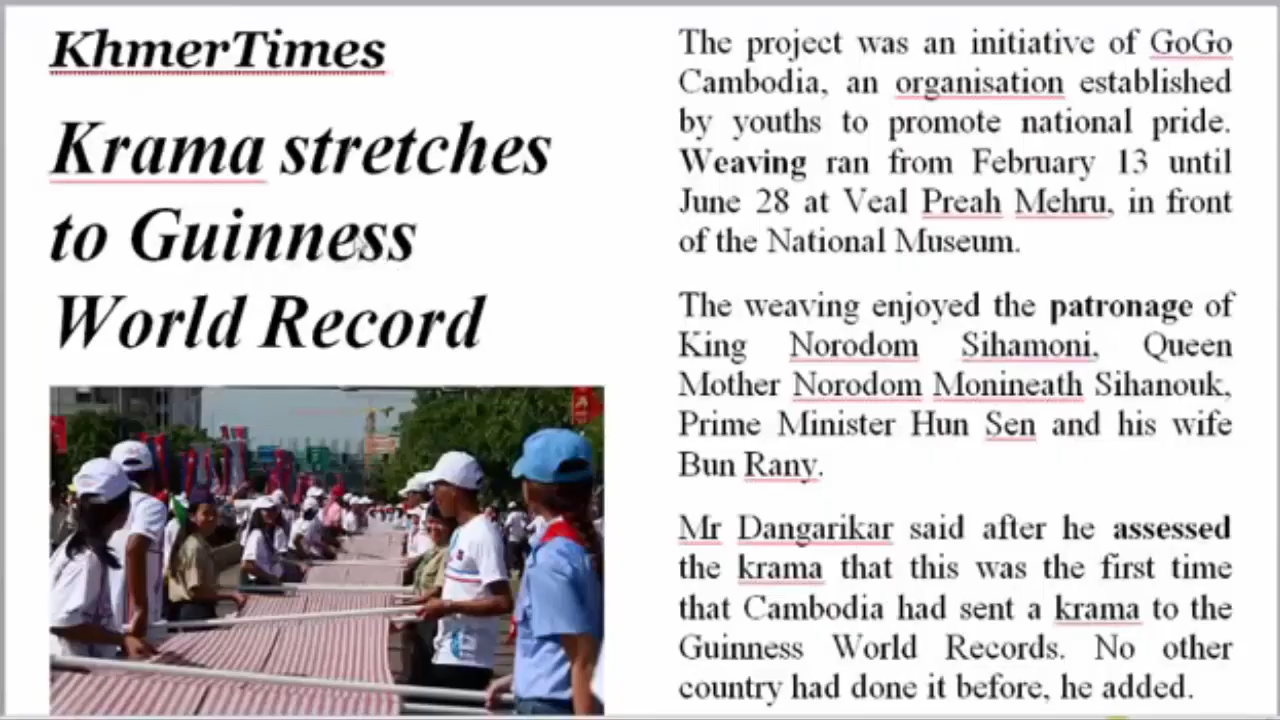 KhmerTimes
Krama stretches
to Guinness
World Record
The project was an initiative of GoGo
Cambodia, an organisation established
by youths to promote national pride.
Weaving ran from February 13 until
June 28 at Veal Preah Mehru, in front
of the National Museum.
The weaving enjoyed the patronage of
King Norodom Sihamoni, Queen
Mother Norodom Monineath Sihanouk,
Prime Minister Hun Sen and his wife
Bun Rany.
Mr Dangarikar said after he assessed
the krama that this was the first time
that Cambodia had sent a krama to the
Guinness World Records. No other
country had done it before, he added.